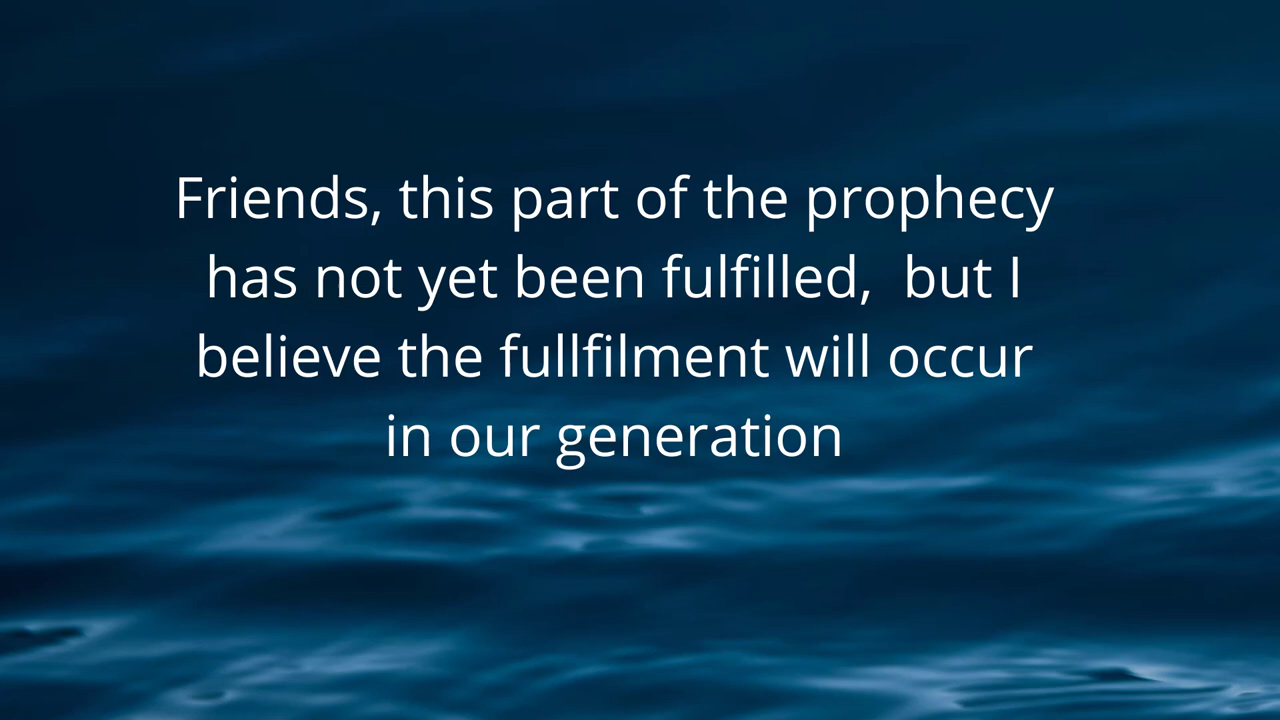 Friends, this part of the prophecy
has not yet been fulfilled,  but I
believe the fullfilment will occur
in our generation